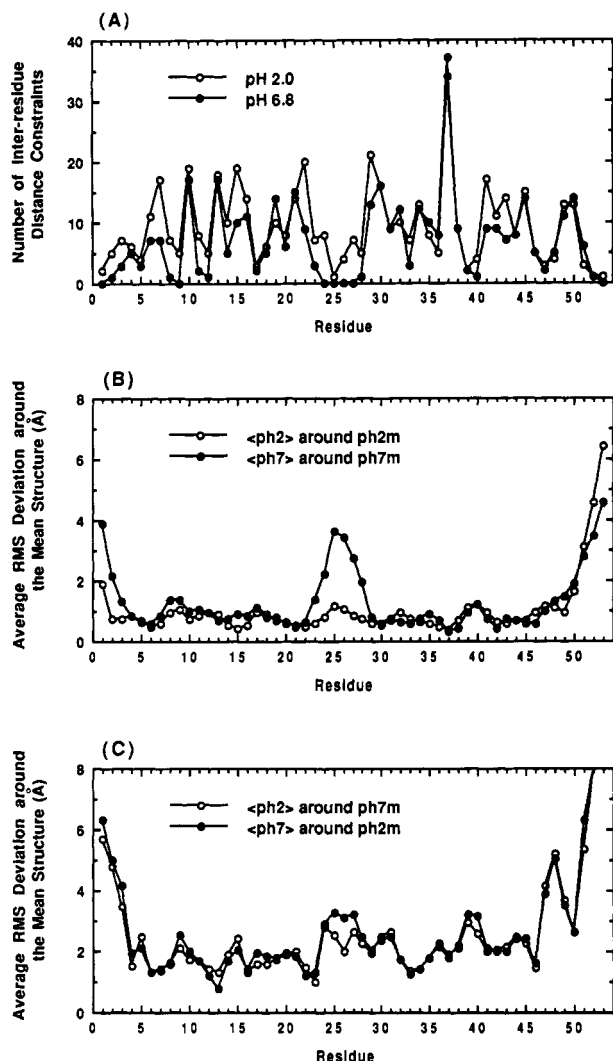 (A)
Number of Inter-residue
Distance Constraints
40
30
20
10
0
pH 2.0
pH 6.8
0 5 10 15 20 25 30 35 40 45 50
Residue
(B)
Average RMS Deviation around
the Mean Structure (Å)
8
6
4
2
0
<ph2> around ph2m
<ph7> around ph7m
0 5 10 15 20 25 30 35 40 45 50
Residue
(C)
Average RMS Deviation around
the Mean Structure (Å)
8
6
4
2
0
<ph2> around ph7m
<ph7> around ph2m
0 5 10 15 20 25 30 35 40 45 50
Residue